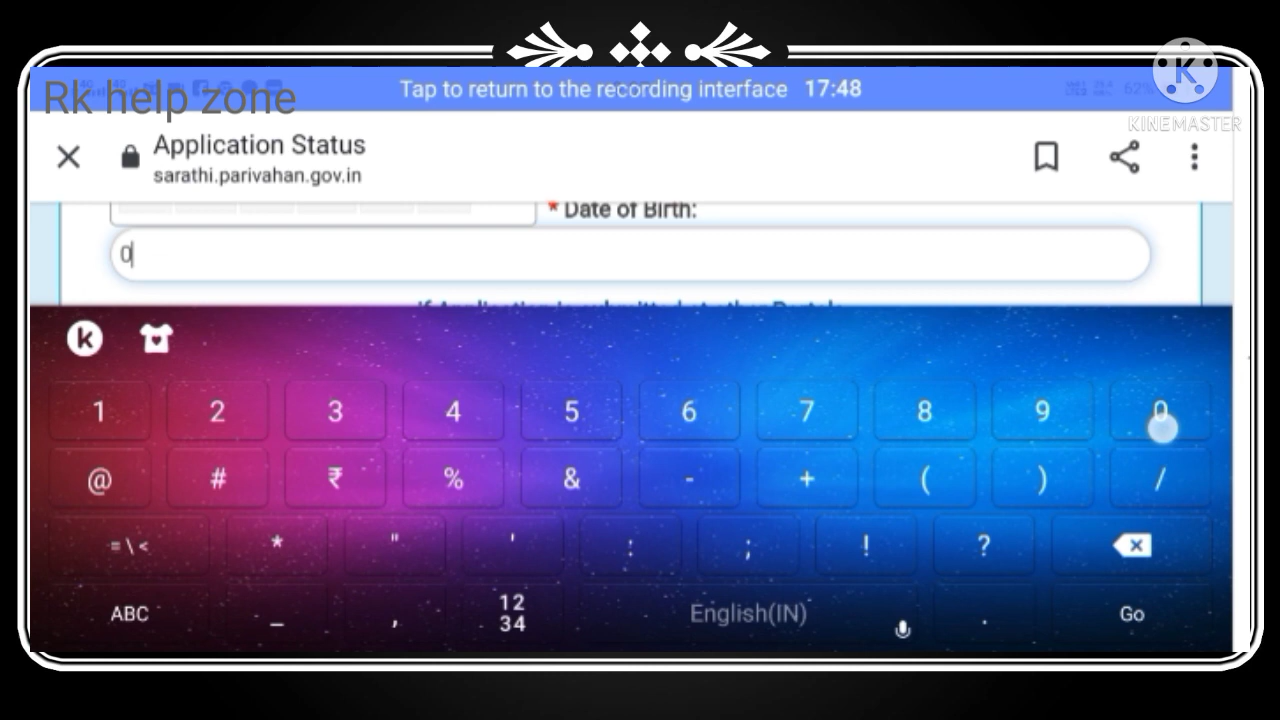 Rk help zone
Tap to return to the recording interface 17:48
62%
KINEMASTER
Application Status
sarathi.parivahan.gov.in
* Date of Birth:
0
1 2 3 4 5 6 7 8 9 0
@ # ₹ % & - + ( ) /
= \ < * " ' : ; ! ?
ABC _ , 12 34 English(IN) . Go